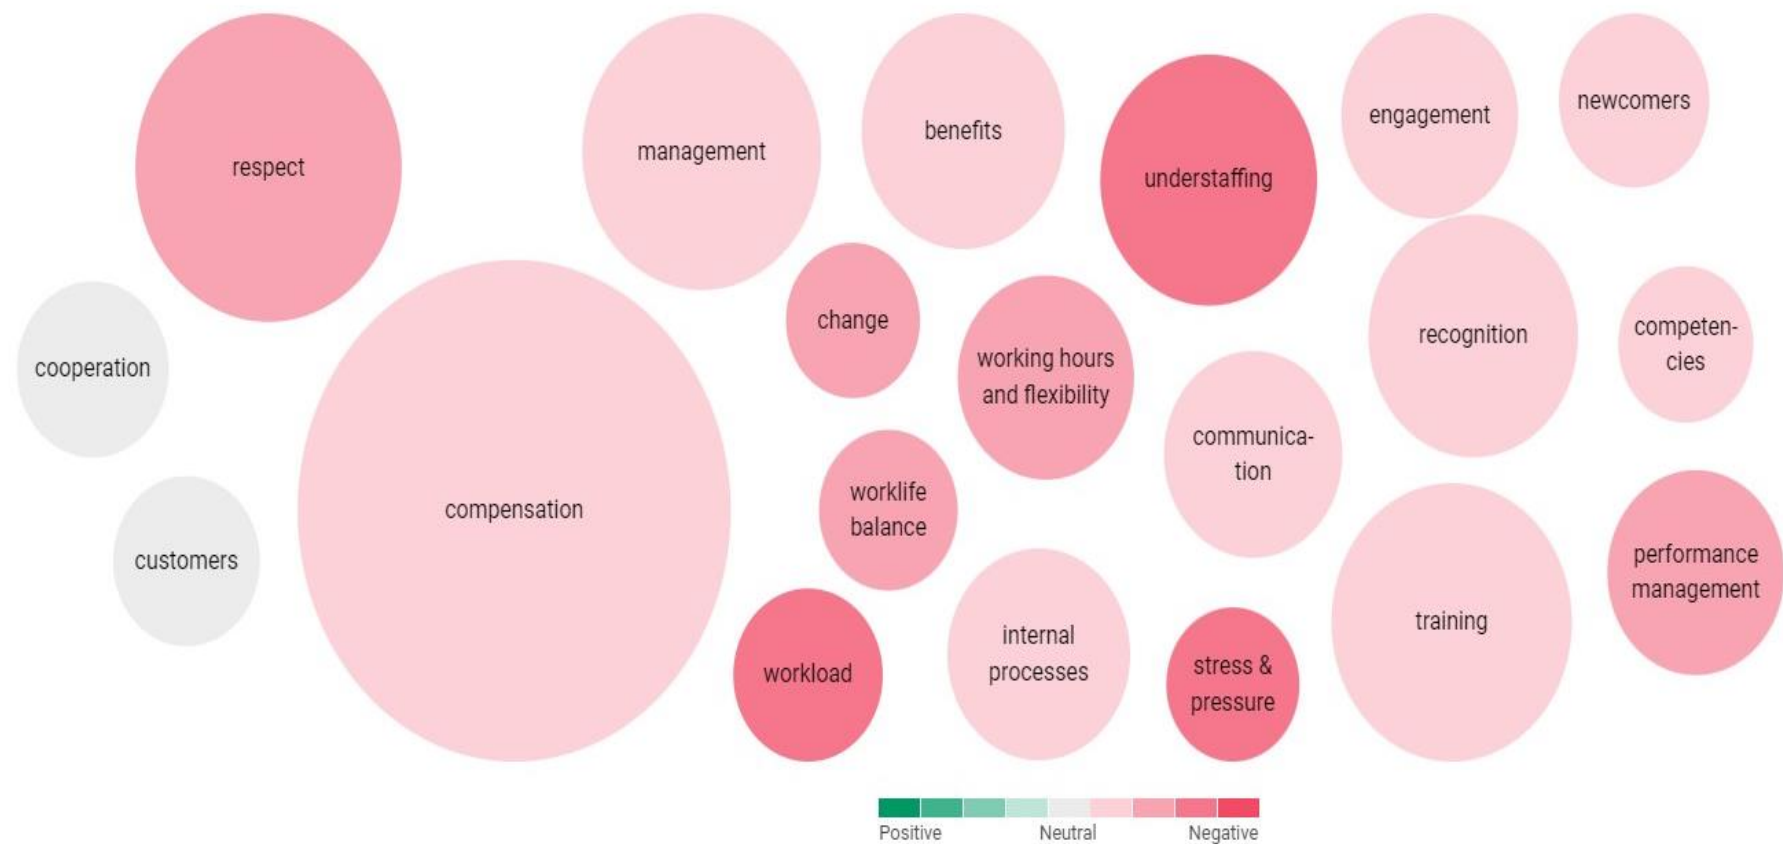 respect
management
benefits
understaffing
engagement
newcomers
cooperation
change
working hours
and flexibility
recognition
competen-
cies
communica-
tion
compensation
worklife
balance
customers
workload
internal
processes
stress &
pressure
training
performance
management
Positive
Neutral
Negative